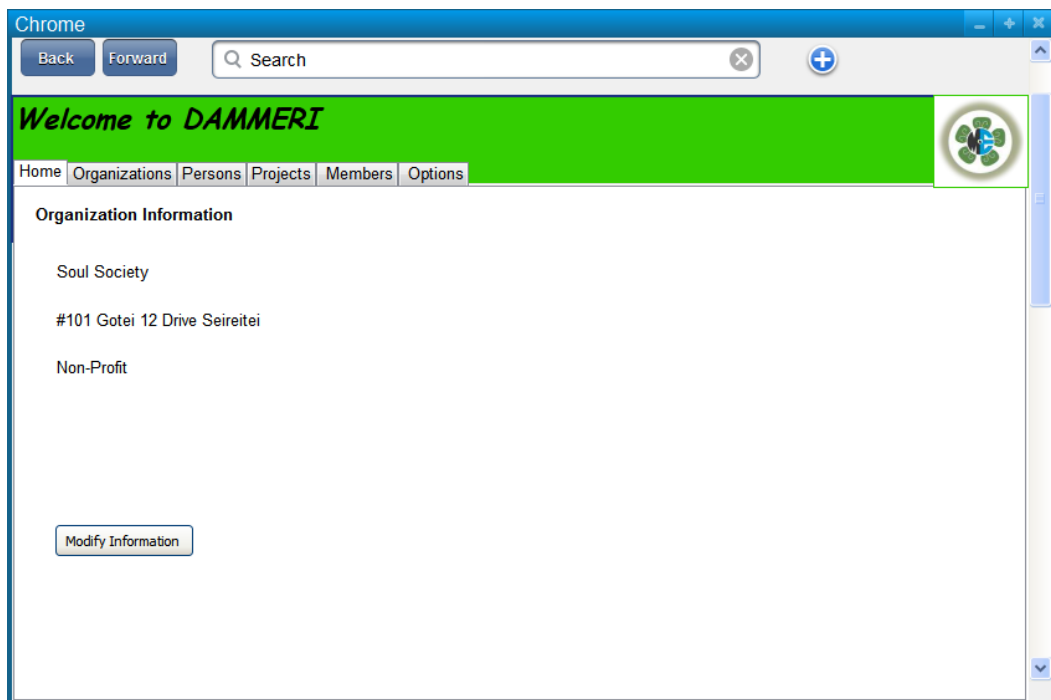 Chrome
Back Forward Search
Welcome to DAMMERI
Home Organizations Persons Projects Members Options
Organization Information
Soul Society
#101 Gotei 12 Drive Seireitei
Non-Profit
Modify Information